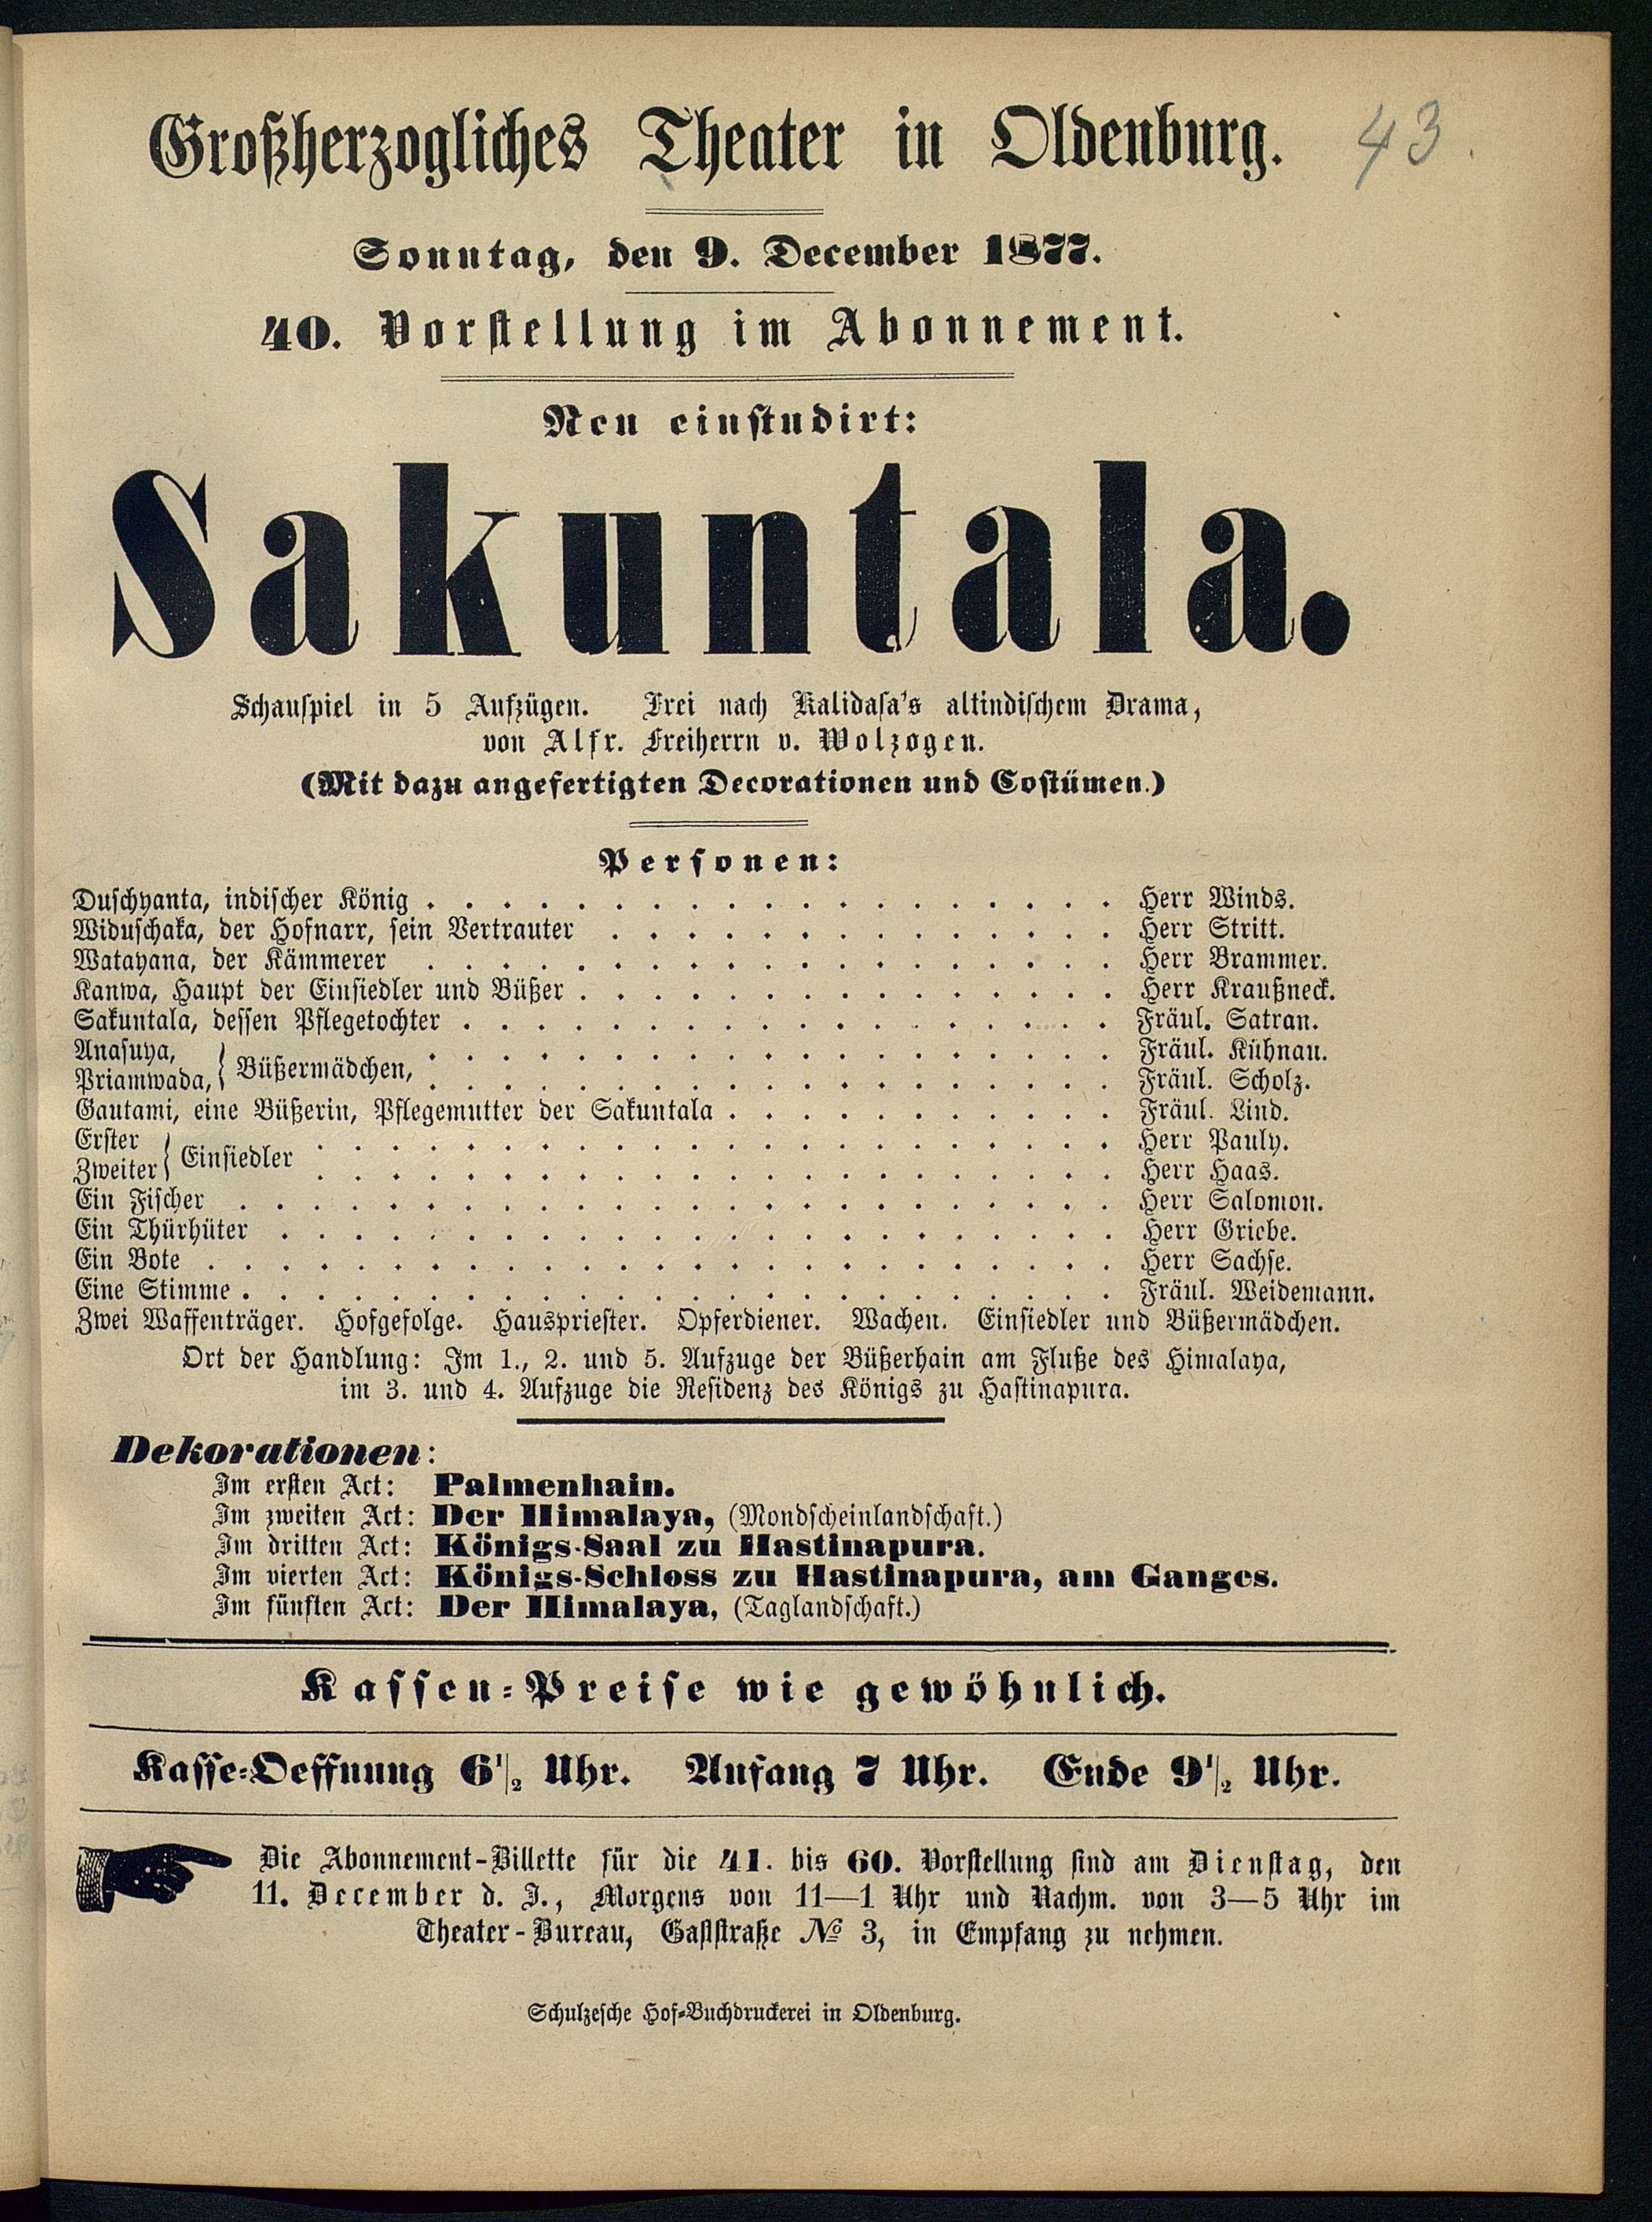 Großherzogliches Theater in Oldenburg.
43.
Sonntag, den 9. December 1877.
40. Vorstellung im Abonnement.
Neu einstudirt:
Sakuntala.
Schauspiel in 5 Aufzügen. Frei nach Kalidasa's altindischem Drama,
von Alfr. Freiherrn v. Wolzogen.
(Mit dazu angefertigten Decorationen und Costümen.)
Personen:
Duschyanta, indischer König . . . . . . . . . . . . . . . . . . . Herr Winds.
Widuschaka, der Hofnarr, sein Vertrauter . . . . . . . . . . . . . . Herr Stritt.
Watayana, der Kämmerer . . . . . . . . . . . . . . . . . . . Herr Brammer.
Kanwa, Haupt der Einsiedler und Büßer . . . . . . . . . . . . . . . Herr Kraußneck.
Sakuntala, dessen Pflegetochter . . . . . . . . . . . . . . . . . . Fräul. Satran.
Anasuya, . . . . . . . . . . . . . . . . . . . Fräul. Kühnau.
} Büßermädchen,
Priamwada, . . . . . . . . . . . . . . . . . . . Fräul. Scholz.
Gautami, eine Büßerin, Pflegemutter der Sakuntala . . . . . . . . . . . Fräul. Lind.
Erster . . . . . . . . . . . . . . . . . . . . . . Herr Pauly.
} Einsiedler
Zweiter . . . . . . . . . . . . . . . . . . . . . . Herr Haas.
Ein Fischer . . . . . . . . . . . . . . . . . . . . . . . . Herr Salomon.
Ein Thürhüter . . . . . . . . . . . . . . . . . . . . . . . Herr Griebe.
Ein Bote . . . . . . . . . . . . . . . . . . . . . . . . . Herr Sachse.
Eine Stimme . . . . . . . . . . . . . . . . . . . . . . . . Fräul. Weidemann.
Zwei Waffenträger. Hofgefolge. Hauspriester. Opferdiener. Wachen. Einsiedler und Büßermädchen.
Ort der Handlung: Im 1., 2. und 5. Aufzuge der Büßerhain am Fluße des Himalaya,
im 3. und 4. Aufzuge die Residenz des Königs zu Hastinapura.
Dekorationen:
Im ersten Act: Palmenhain.
Im zweiten Act: Der Himalaya, (Mondscheinlandschaft.)
Im dritten Act: Königs-Saal zu Hastinapura.
Im vierten Act: Königs-Schloss zu Hastinapura, am Ganges.
Im fünften Act: Der Himalaya, (Taglandschaft.)
Kassen-Preise wie gewöhnlich.
Kasse-Oeffnung 6 1/2 Uhr. Anfang 7 Uhr. Ende 9 1/2 Uhr.
Die Abonnement-Billette für die 41. bis 60. Vorstellung sind am Dienstag, den
11. December d. J., Morgens von 11—1 Uhr und Nachm. von 3—5 Uhr im
Theater-Bureau, Gaststraße № 3, in Empfang zu nehmen.
Schulzesche Hof-Buchdruckerei in Oldenburg.